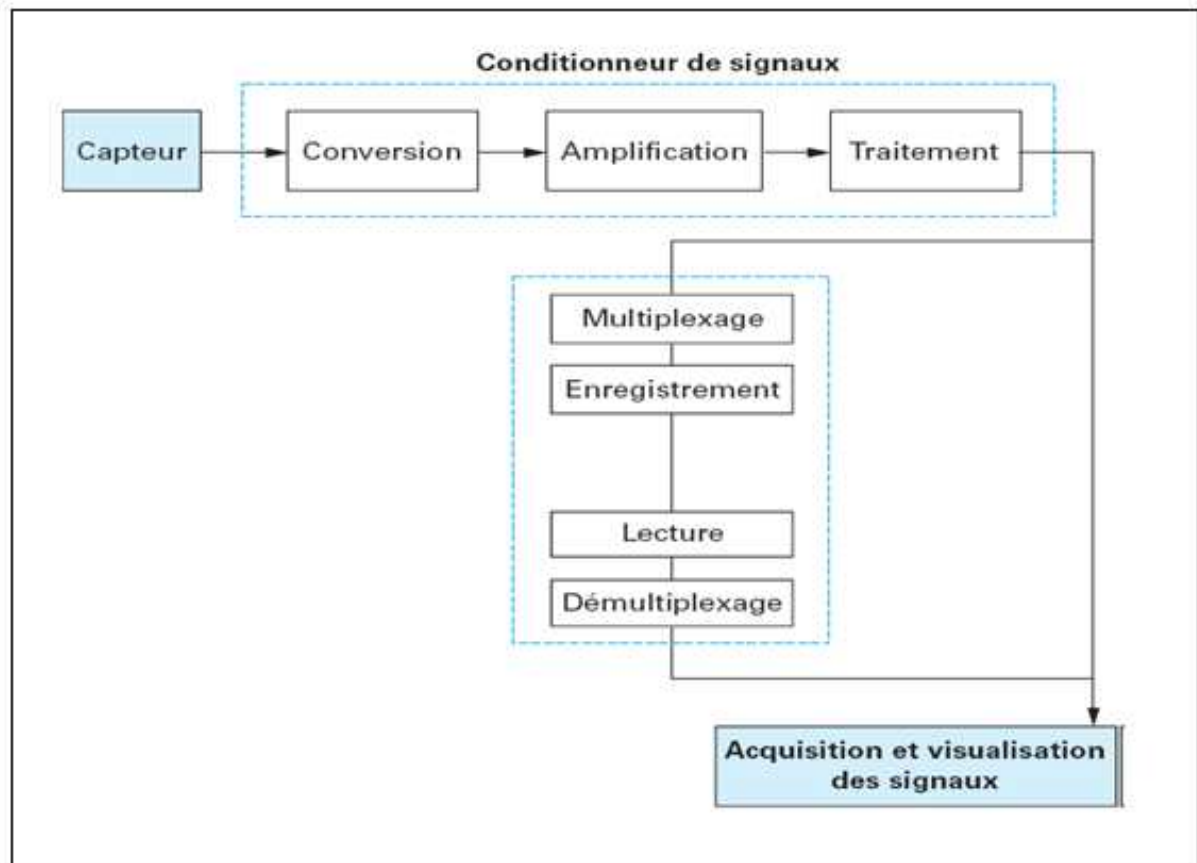 Conditionneur de signaux
Capteur
Conversion
Amplification
Traitement
Multiplexage
Enregistrement
Lecture
Démultiplexage
Acquisition et visualisation
des signaux